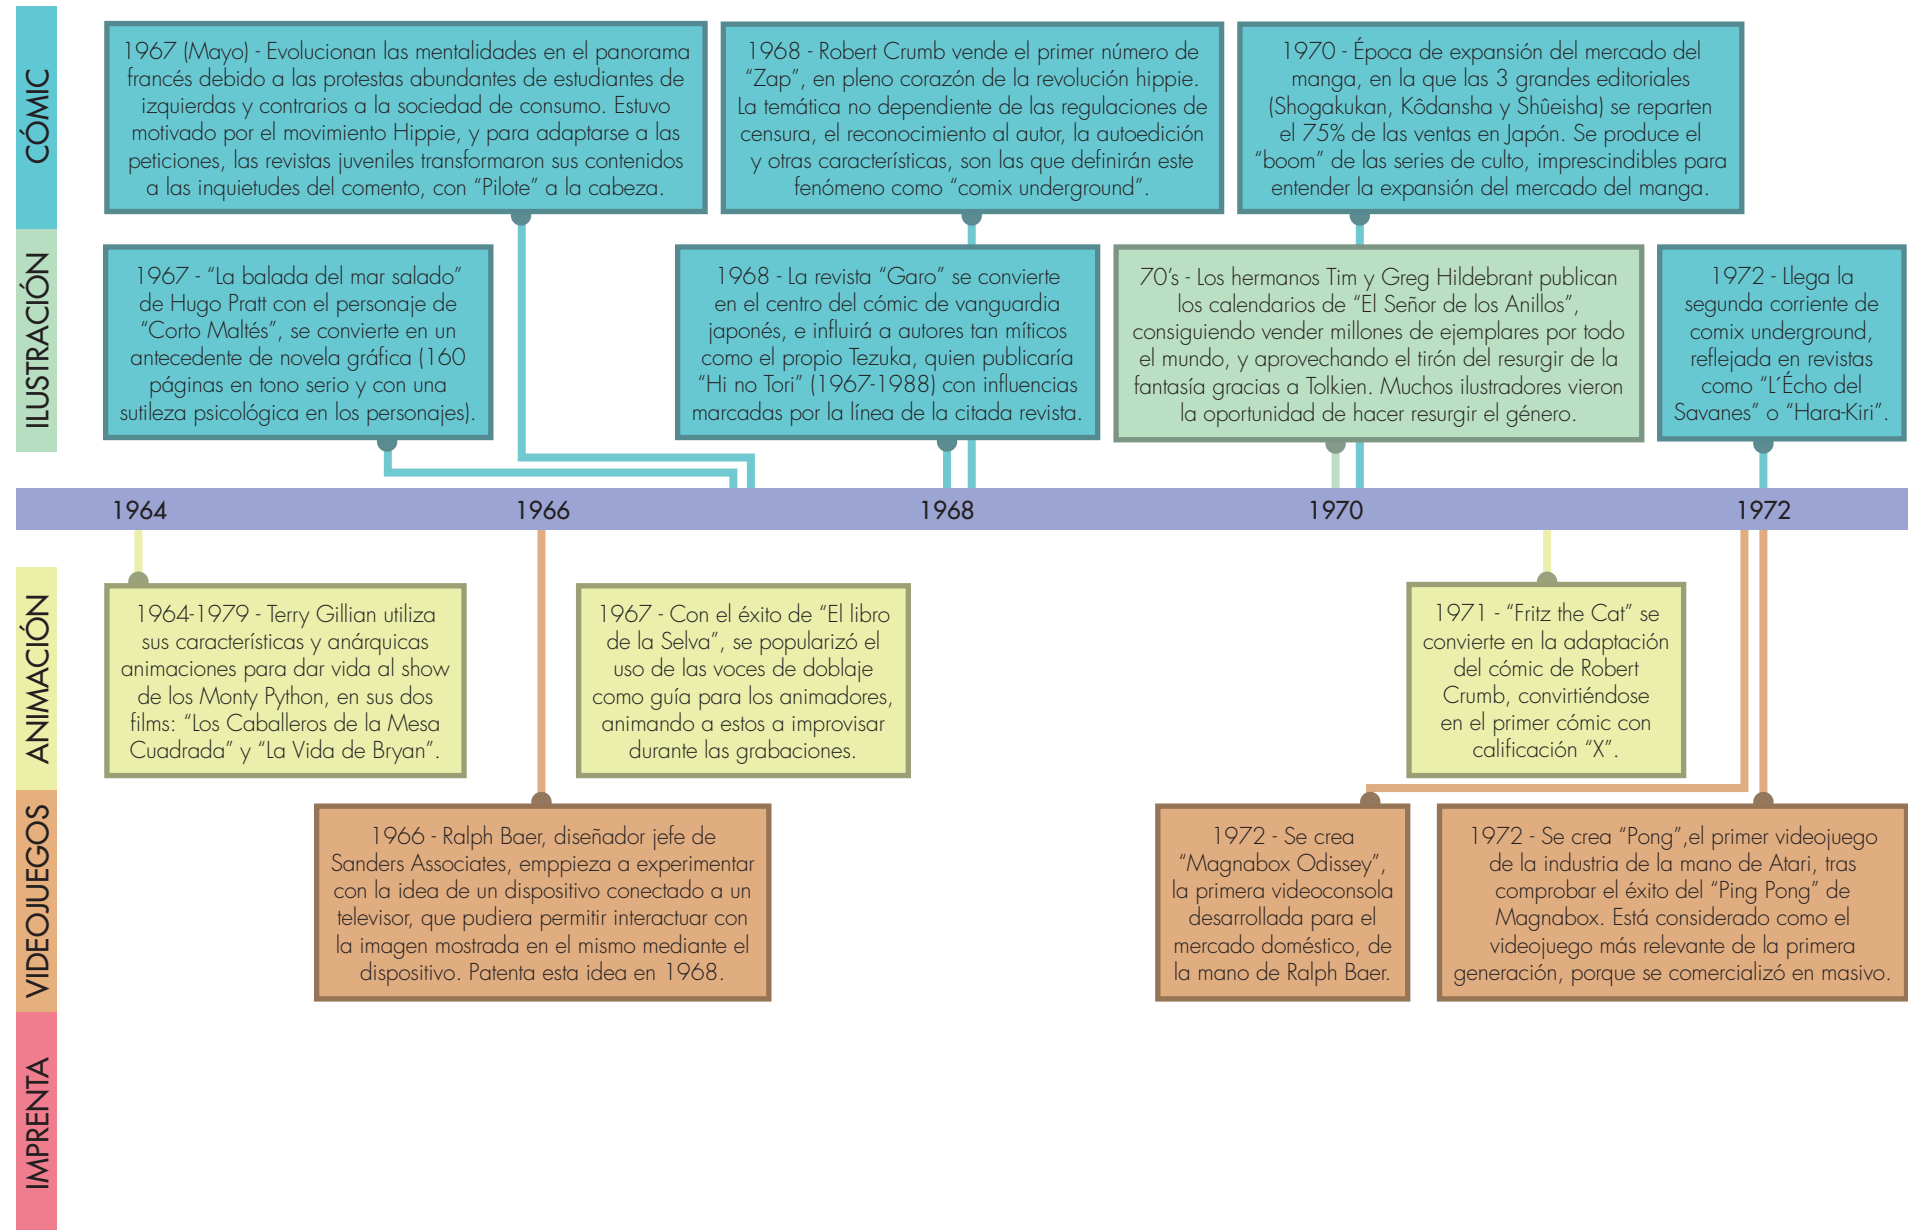 CÓMIC
1967 (Mayo) - Evolucionan las mentalidades en el panorama
francés debido a las protestas abundantes de estudiantes de
izquierdas y contrarios a la sociedad de consumo. Estuvo
motivado por el movimiento Hippie, y para adaptarse a las
peticiones, las revistas juveniles transformaron sus contenidos
a las inquietudes del comento, con “Pilote” a la cabeza.
1968 - Robert Crumb vende el primer número de
“Zap”, en pleno corazón de la revolución hippie.
La temática no dependiente de las regulaciones de
censura, el reconocimiento al autor, la autoedición
y otras características, son las que definirán este
fenómeno como “comix underground”.
1970 - Época de expansión del mercado del
manga, en la que las 3 grandes editoriales
(Shogakukan, Kôdansha y Shûeisha) se reparten
el 75% de las ventas en Japón. Se produce el
“boom” de las series de culto, imprescindibles para
entender la expansión del mercado del manga.
ILUSTRACIÓN
1967 - “La balada del mar salado”
de Hugo Pratt con el personaje de
“Corto Maltés”, se convierte en un
antecedente de novela gráfica (160
páginas en tono serio y con una
sutileza psicológica en los personajes).
1968 - La revista “Garo” se convierte
en el centro del cómic de vanguardia
japonés, e influirá a autores tan míticos
como el propio Tezuka, quien publicaría
“Hi no Tori” (1967-1988) con influencias
marcadas por la línea de la citada revista.
70’s - Los hermanos Tim y Greg Hildebrant publican
los calendarios de “El Señor de los Anillos”,
consiguiendo vender millones de ejemplares por todo
el mundo, y aprovechando el tirón del resurgir de la
fantasía gracias a Tolkien. Muchos ilustradores vieron
la oportunidad de hacer resurgir el género.
1972 - Llega la
segunda corriente de
comix underground,
reflejada en revistas
como “L’Écho del
Savanes” o “Hara-Kiri”.
1964
1966
1968
1970
1972
ANIMACIÓN
1964-1979 - Terry Gillian utiliza
sus características y anárquicas
animaciones para dar vida al show
de los Monty Python, en sus dos
films: “Los Caballeros de la Mesa
Cuadrada” y “La Vida de Bryan”.
1967 - Con el éxito de “El libro
de la Selva”, se popularizó el
uso de las voces de doblaje
como guía para los animadores,
animando a estos a improvisar
durante las grabaciones.
1971 - “Fritz the Cat” se
convierte en la adaptación
del cómic de Robert
Crumb, convirtiéndose
en el primer cómic con
calificación “X”.
VIDEOJUEGOS
1966 - Ralph Baer, diseñador jefe de
Sanders Associates, emppieza a experimentar
con la idea de un dispositivo conectado a un
televisor, que pudiera permitir interactuar con
la imagen mostrada en el mismo mediante el
dispositivo. Patenta esta idea en 1968.
1972 - Se crea
“Magnabox Odissey”,
la primera videoconsola
desarrollada para el
mercado doméstico, de
la mano de Ralph Baer.
1972 - Se crea “Pong”,el primer videojuego
de la industria de la mano de Atari, tras
comprobar el éxito del “Ping Pong” de
Magnabox. Está considerado como el
videojuego más relevante de la primera
generación, porque se comercializó en masivo.
IMPRENTA